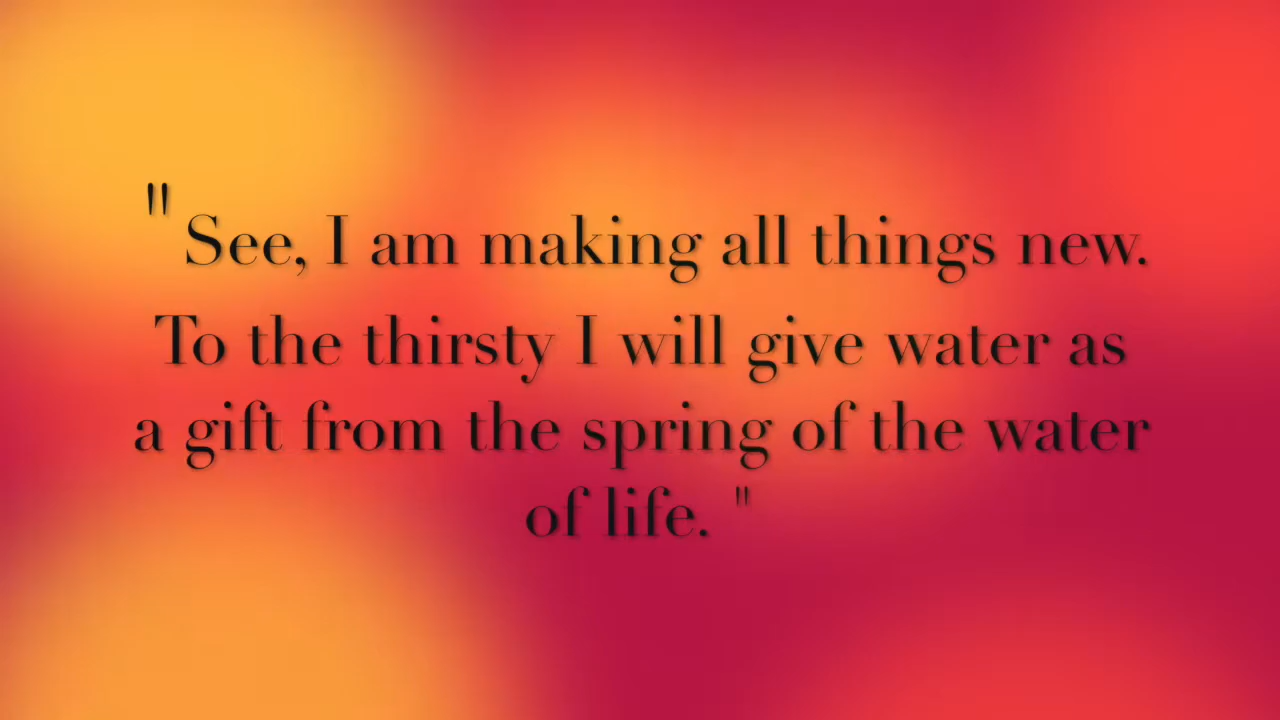 "See, I am making all things new.
To the thirsty I will give water as
a gift from the spring of the water
of life. "